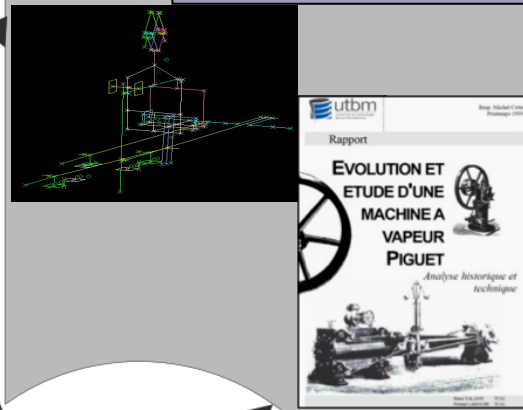 utbm
Rapport
EVOLUTION ET
ETUDE D'UNE
MACHINE A
VAPEUR
PIGUET
Analyse historique et
technique